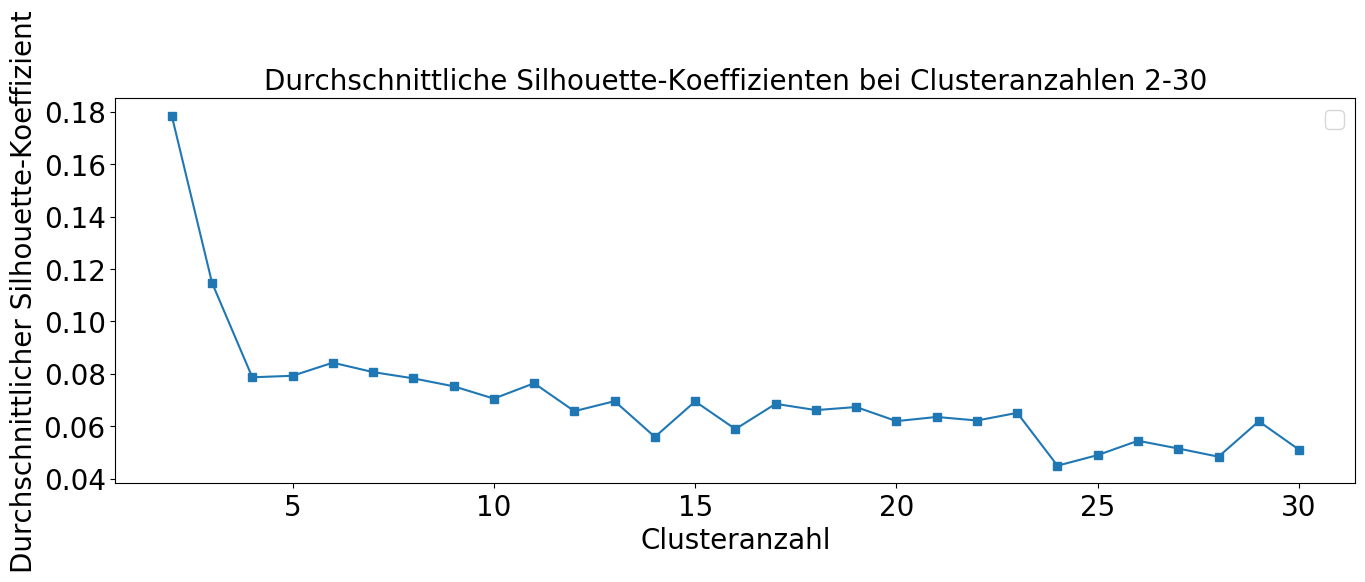 Durchschnittliche Silhouette-Koeffizienten bei Clusteranzahlen 2-30
Durchschnittlicher Silhouette-Koeffizient
0.18
0.16
0.14
0.12
0.10
0.08
0.06
0.04
5 10 15 20 25 30
Clusteranzahl